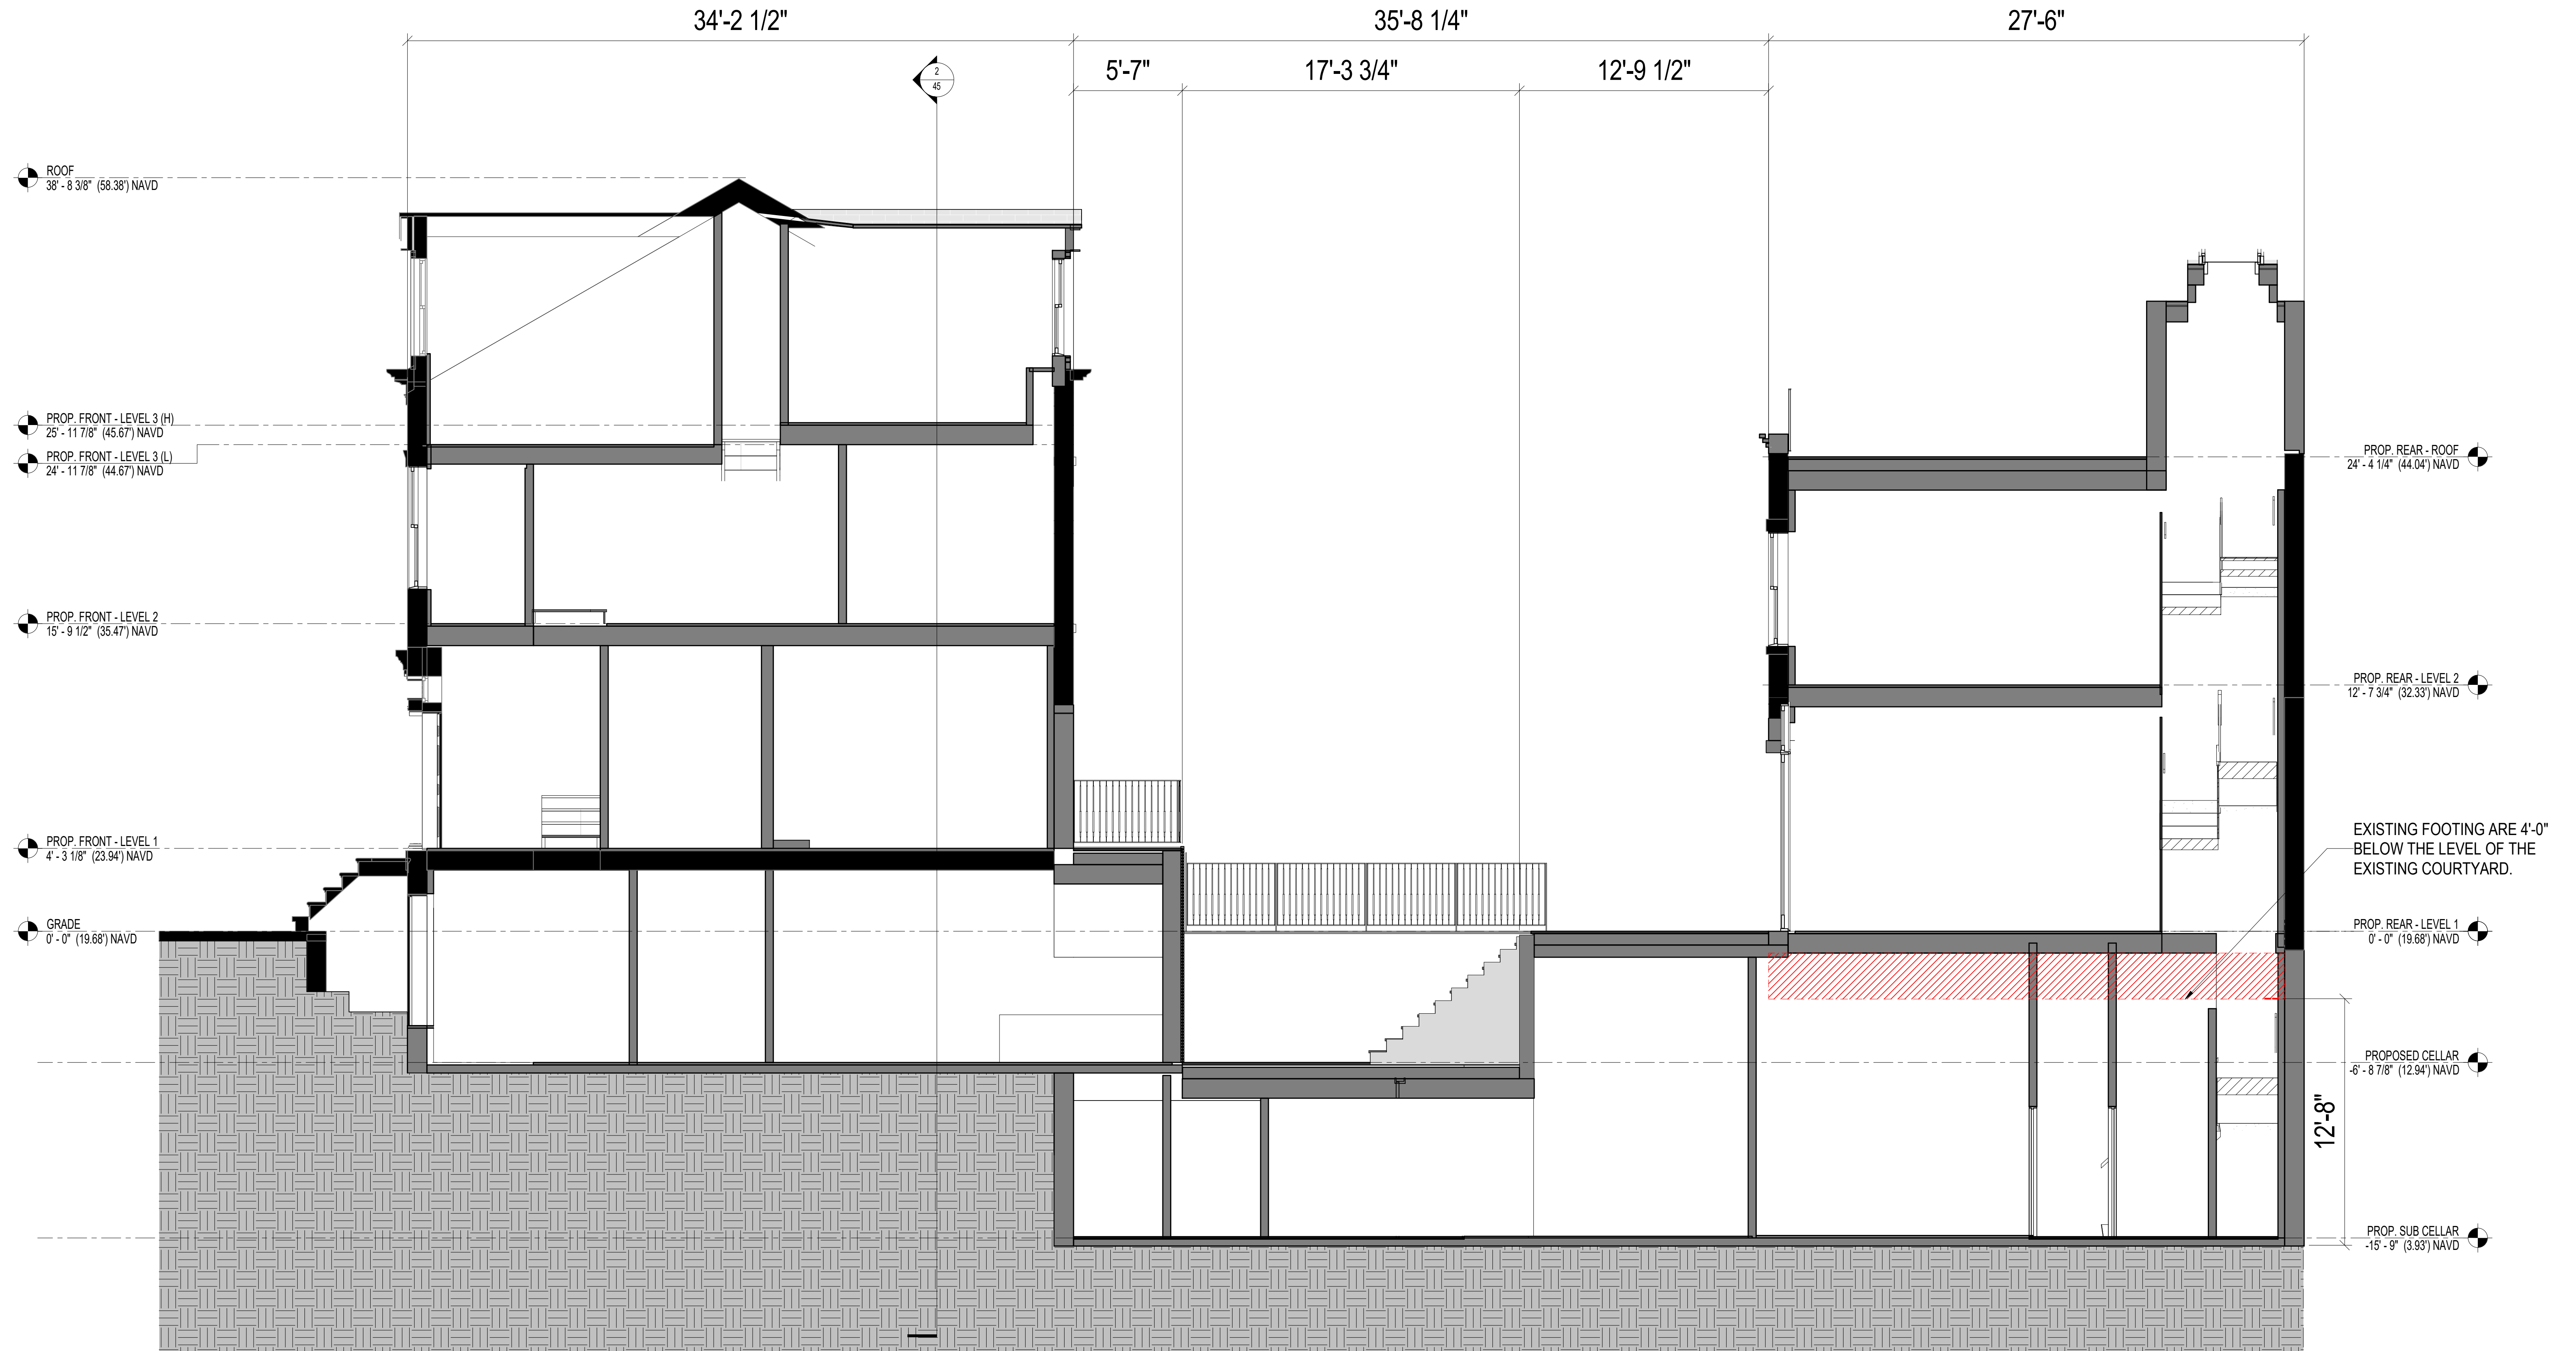 34'-2 1/2"
35'-8 1/4"
27'-6"
5'-7"
17'-3 3/4"
12'-9 1/2"
2
45
ROOF
38' - 8 3/8" (58.38') NAVD
PROP. FRONT - LEVEL 3 (H)
25' - 11 7/8" (45.67') NAVD
PROP. FRONT - LEVEL 3 (L)
24' - 11 7/8" (44.67') NAVD
PROP. REAR - ROOF
24' - 4 1/4" (44.04') NAVD
PROP. FRONT - LEVEL 2
15' - 9 1/2" (35.47') NAVD
PROP. REAR - LEVEL 2
12' - 7 3/4" (32.33') NAVD
PROP. FRONT - LEVEL 1
4' - 3 1/8" (23.94') NAVD
EXISTING FOOTING ARE 4'-0"
BELOW THE LEVEL OF THE
EXISTING COURTYARD.
GRADE
0' - 0" (19.68') NAVD
PROP. REAR - LEVEL 1
0' - 0" (19.68') NAVD
PROPOSED CELLAR
-6' - 8 7/8" (12.94') NAVD
12'-8"
PROP. SUB CELLAR
-15' - 9" (3.93') NAVD